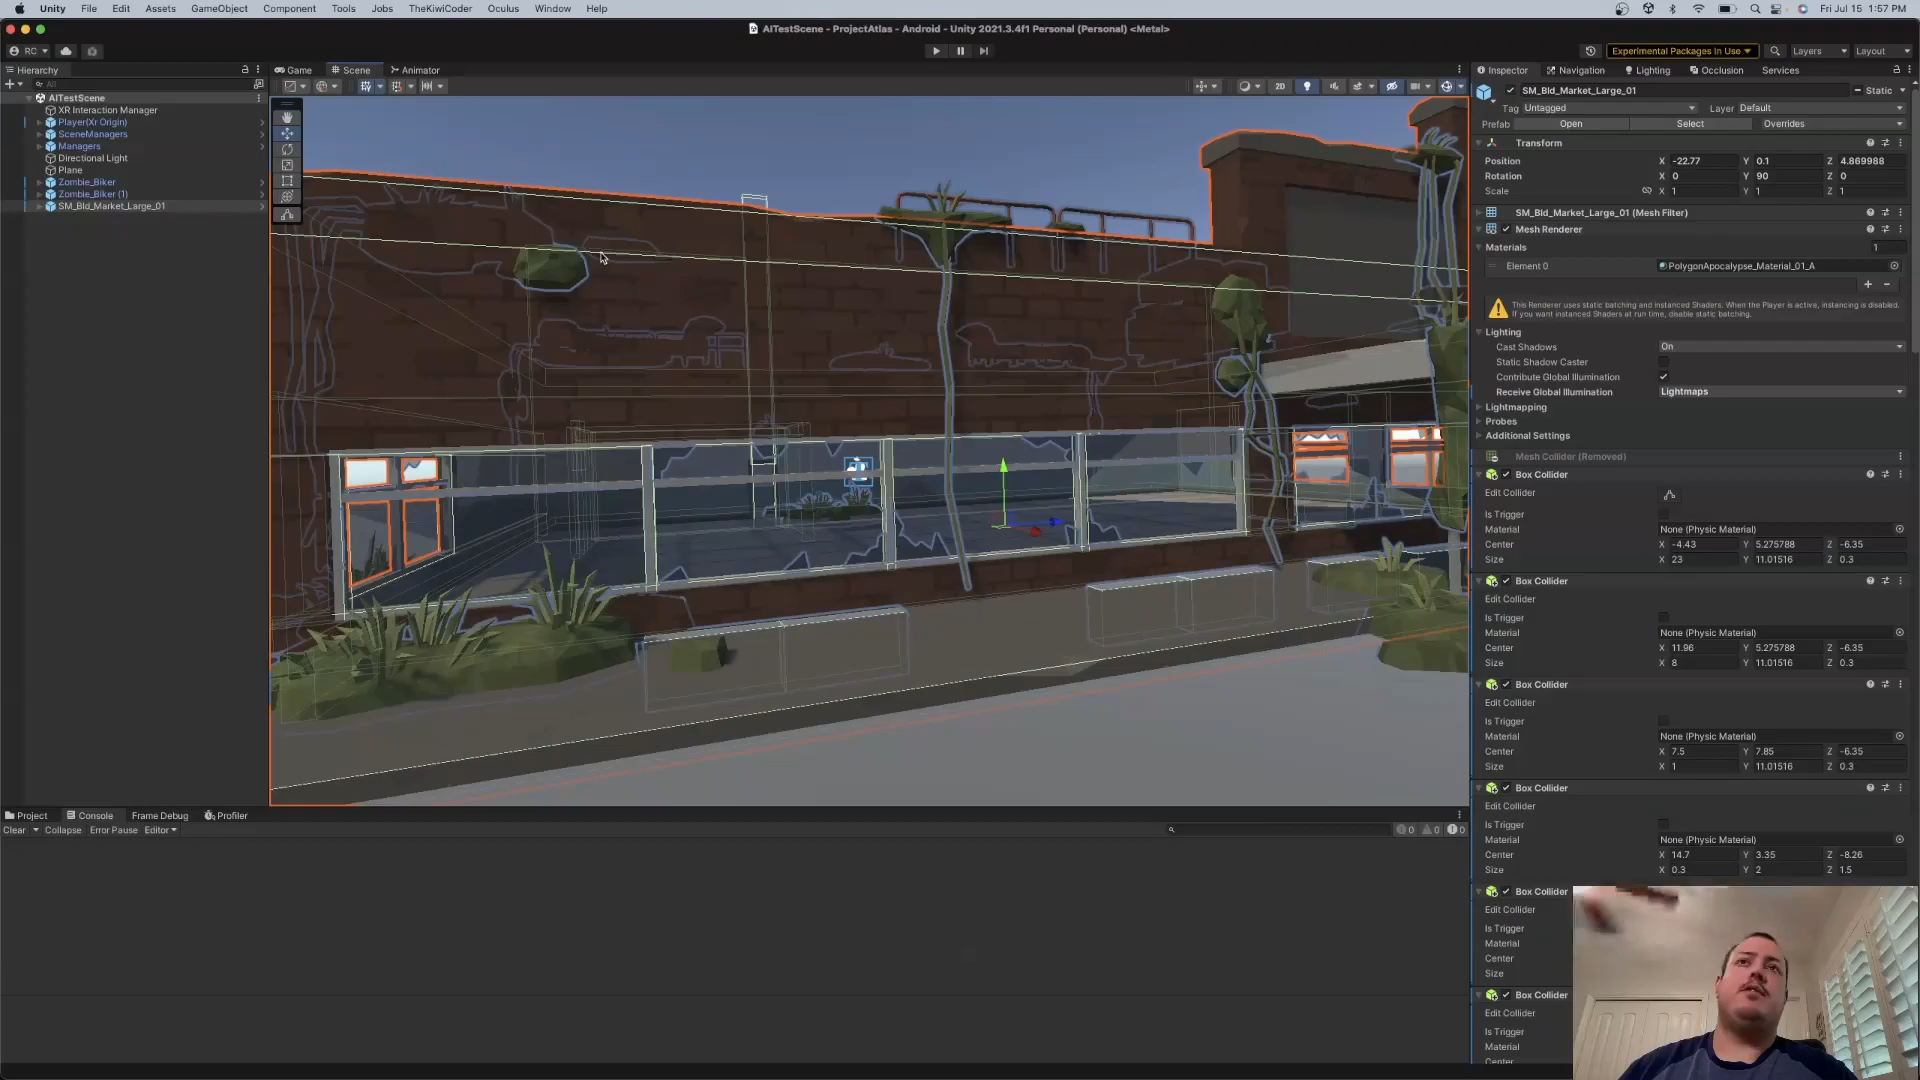 Unity File Edit Assets GameObject Component Tools Jobs TheKiwiCoder Oculus Window Help Fri Jul 15 1:57 PM
AITestScene - ProjectAtlas - Android - Unity 2021.3.4f1 Personal (Personal) <Metal>
RC Experimental Packages In Use Layers Layout
Hierarchy Game Scene Animator Inspector Navigation Lighting Occlusion Services
All 2D
AITestScene SM_Bld_Market_Large_01 Static
XR Interaction Manager Tag Untagged Layer Default
Player(Xr Origin) Prefab Open Select Overrides
SceneManagers Transform
Managers Position X -22.77 Y 0.1 Z 4.869988
Directional Light Rotation X 0 Y 90 Z 0
Plane Scale X 1 Y 1 Z 1
Zombie_Biker
Zombie_Biker (1)
SM_Bld_Market_Large_01
SM_Bld_Market_Large_01 (Mesh Filter)
Mesh Renderer
Materials 1
Element 0 PolygonApocalypse_Material_01_A
This Renderer uses static batching and instanced Shaders. When the Player is active, instancing is disabled.
If you want instanced Shaders at run time, disable static batching.
Lighting
Cast Shadows On
Static Shadow Caster
Contribute Global Illumination
Receive Global Illumination Lightmaps
Lightmapping
Probes
Additional Settings
Mesh Collider (Removed)
Box Collider
Edit Collider
Is Trigger
Material None (Physic Material)
Center X -4.43 Y 5.275788 Z -6.35
Size X 23 Y 11.01516 Z 0.3
Box Collider
Edit Collider
Is Trigger
Material None (Physic Material)
Center X 11.96 Y 5.275788 Z -6.35
Size X 8 Y 11.01516 Z 0.3
Box Collider
Edit Collider
Is Trigger
Material None (Physic Material)
Center X 7.5 Y 7.85 Z -6.35
Size X 1 Y 11.01516 Z 0.3
Box Collider
Edit Collider
Is Trigger
Material None (Physic Material)
Center X 14.7 Y 3.35 Z -8.26
Size X 0.3 Y 2 Z 1.5
Box Collider
Edit Collider
Is Trigger
Material
Center
Size
Box Collider
Edit Collider
Is Trigger
Material
Center
Project Console Frame Debug Profiler
Clear Collapse Error Pause Editor 0 0 0